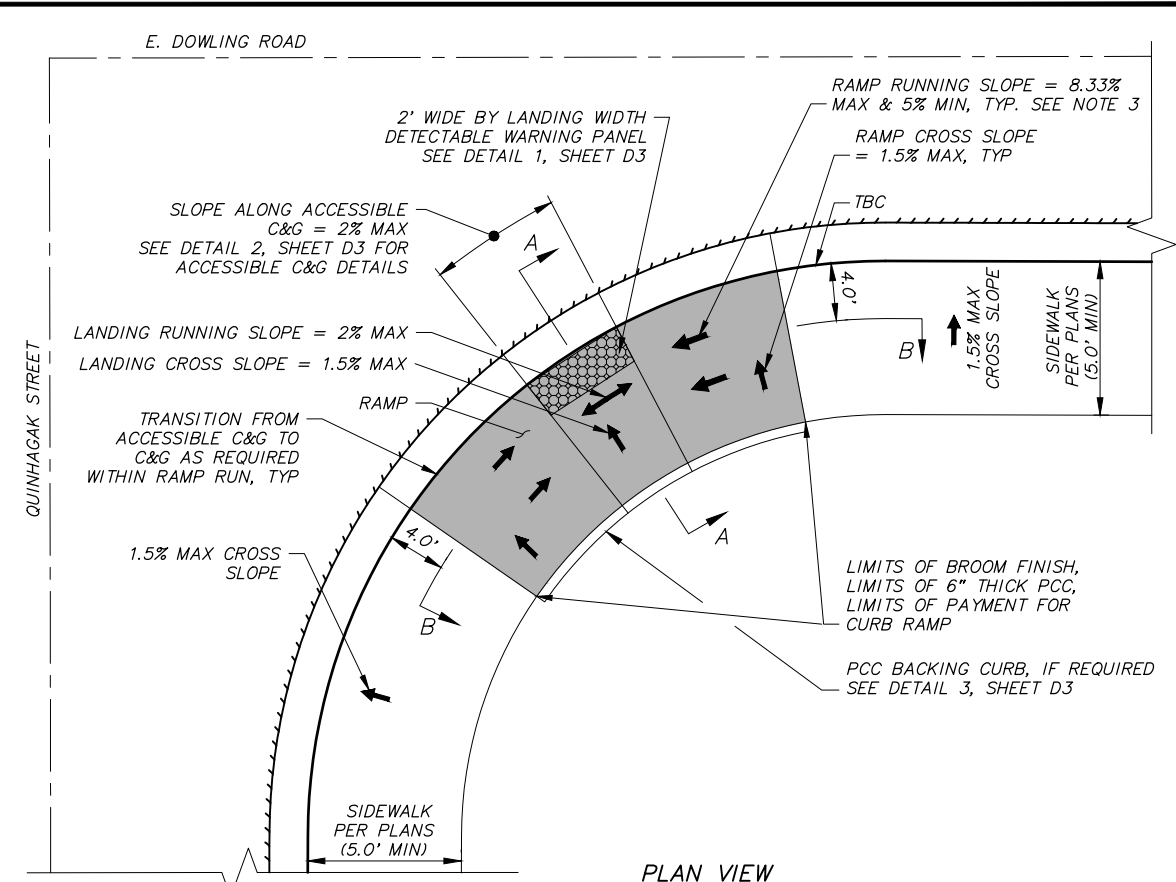 E. DOWLING ROAD
RAMP RUNNING SLOPE = 8.33%
MAX & 5% MIN, TYP. SEE NOTE 3
2' WIDE BY LANDING WIDTH
DETECTABLE WARNING PANEL
SEE DETAIL 1, SHEET D3
RAMP CROSS SLOPE
= 1.5% MAX, TYP
SLOPE ALONG ACCESSIBLE
C&G = 2% MAX
SEE DETAIL 2, SHEET D3 FOR
ACCESSIBLE C&G DETAILS
TBC
A
4.0'
1.5% MAX
CROSS SLOPE
SIDEWALK
PER PLANS
(5.0' MIN)
B
LANDING RUNNING SLOPE = 2% MAX
LANDING CROSS SLOPE = 1.5% MAX
RAMP
TRANSITION FROM
ACCESSIBLE C&G TO
C&G AS REQUIRED
WITHIN RAMP RUN, TYP
QUINHAGAK STREET
A
4.0'
1.5% MAX CROSS
SLOPE
B
LIMITS OF BROOM FINISH,
LIMITS OF 6" THICK PCC,
LIMITS OF PAYMENT FOR
CURB RAMP
PCC BACKING CURB, IF REQUIRED
SEE DETAIL 3, SHEET D3
SIDEWALK
PER PLANS
(5.0' MIN)
PLAN VIEW